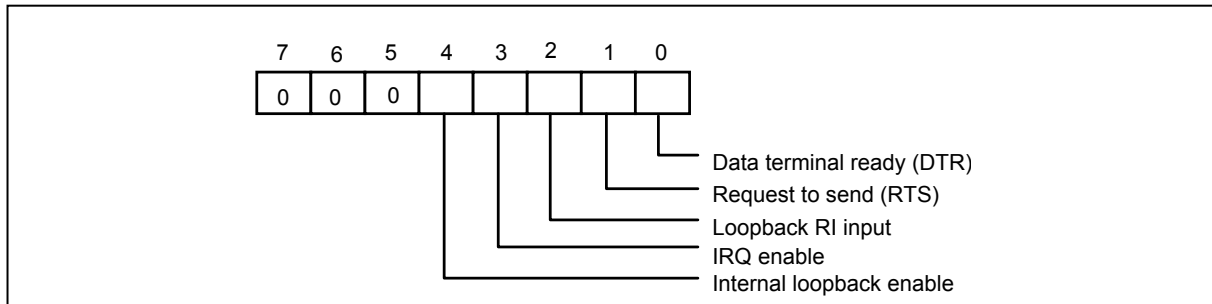 7 6 5 4 3 2 1 0
0 0 0
Data terminal ready (DTR)
Request to send (RTS)
Loopback RI input
IRQ enable
Internal loopback enable